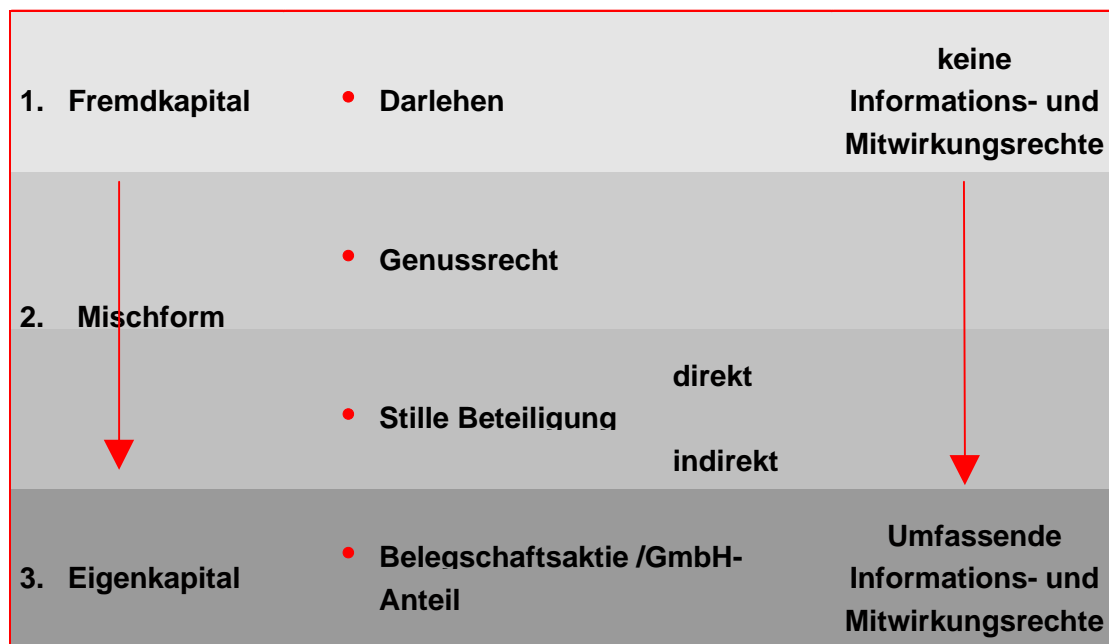 keine
1. Fremdkapital • Darlehen Informations- und
Mitwirkungsrechte
• Genussrecht
2. Mischform
direkt
• Stille Beteiligung
indirekt
Umfassende
• Belegschaftsaktie /GmbH-
3. Eigenkapital Informations- und
Anteil
Mitwirkungsrechte